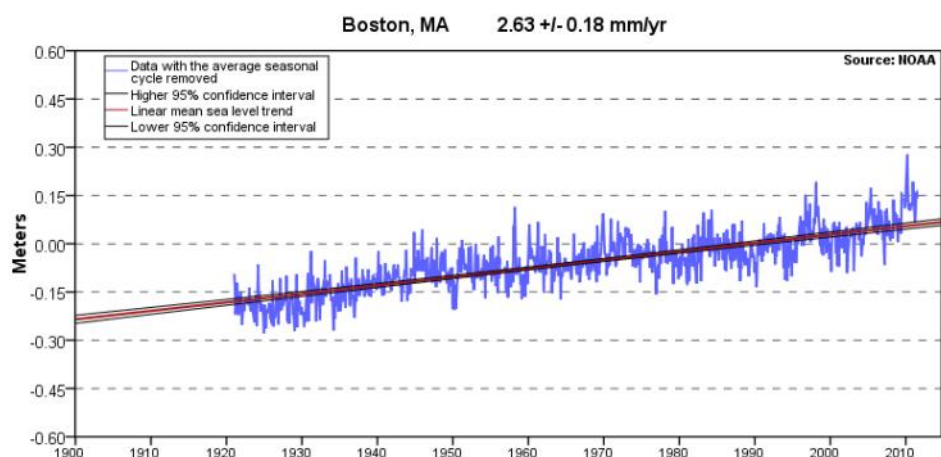 Boston, MA 2.63 +/- 0.18 mm/yr
Source: NOAA
Data with the average seasonal
cycle removed
Higher 95% confidence interval
Linear mean sea level trend
Lower 95% confidence interval
Meters
0.60
0.45
0.30
0.15
0.00
-0.15
-0.30
-0.45
-0.60
1900 1910 1920 1930 1940 1950 1960 1970 1980 1990 2000 2010